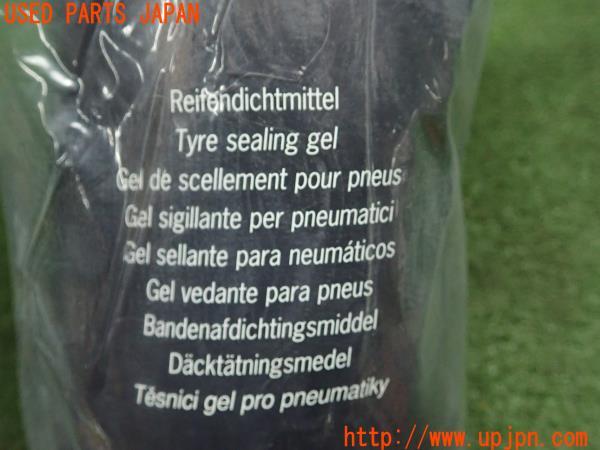 USED PARTS JAPAN
Reifendichtmittel
Tyre sealing gel
Gel de scellement pour pneus
Gel sigillante per pneumatici
Gel sellante para neumáticos
Gel vedante para pneus
Bandenafdichtingsmiddel
Däcktätningsmedel
Těsnící gel pro pneumatiky
http://www.upjpn.com